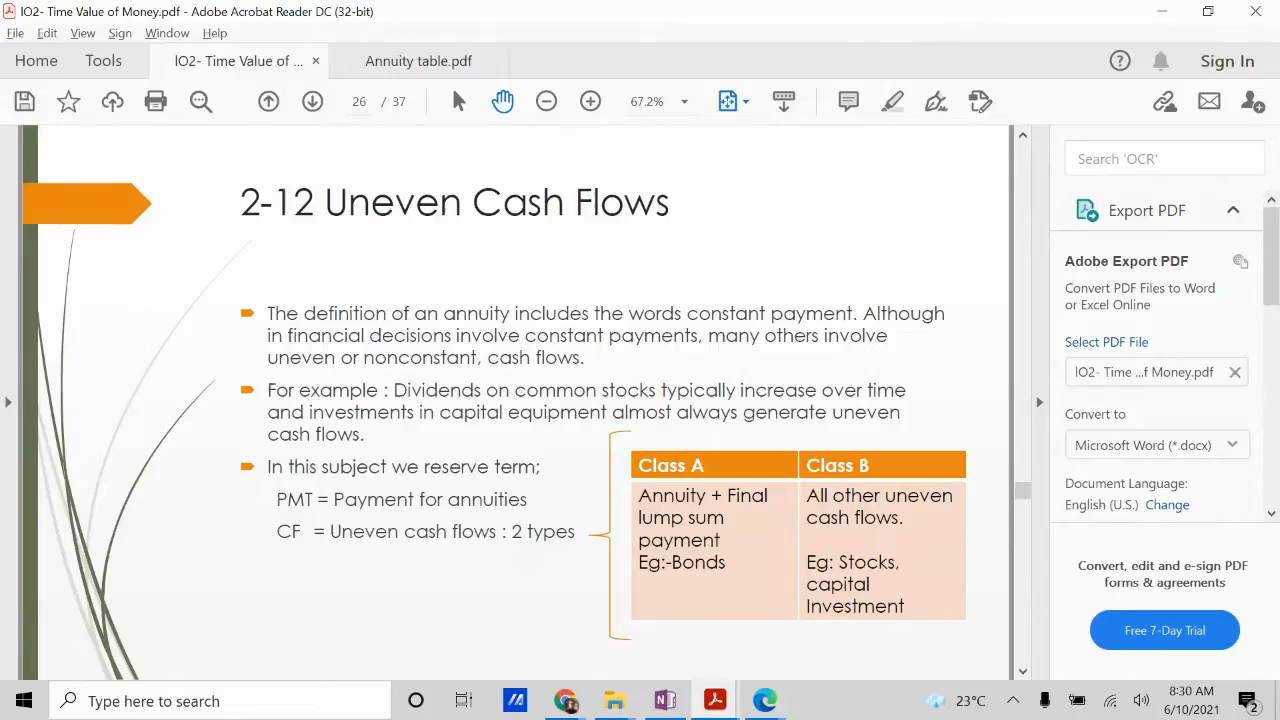 lO2- Time Value of Money.pdf - Adobe Acrobat Reader DC (32-bit)
File Edit View Sign Window Help
Home Tools lO2- Time Value of ... × Annuity table.pdf Sign In
26 / 37 67.2%
2-12 Uneven Cash Flows
The definition of an annuity includes the words constant payment. Although
in financial decisions involve constant payments, many others involve
uneven or nonconstant, cash flows.
For example : Dividends on common stocks typically increase over time
and investments in capital equipment almost always generate uneven
cash flows.
In this subject we reserve term;
PMT = Payment for annuities
CF = Uneven cash flows : 2 types
Class A
Annuity + Final
lump sum
payment
Eg:-Bonds
Class B
All other uneven
cash flows.
Eg: Stocks,
capital
Investment
Search 'OCR'
Export PDF
Adobe Export PDF
Convert PDF Files to Word
or Excel Online
Select PDF File
lO2- Time ...f Money.pdf
Convert to
Microsoft Word (*.docx)
Document Language:
English (U.S.) Change
Convert, edit and e-sign PDF
forms & agreements
Free 7-Day Trial
Type here to search
23°C
8:30 AM
6/10/2021
2